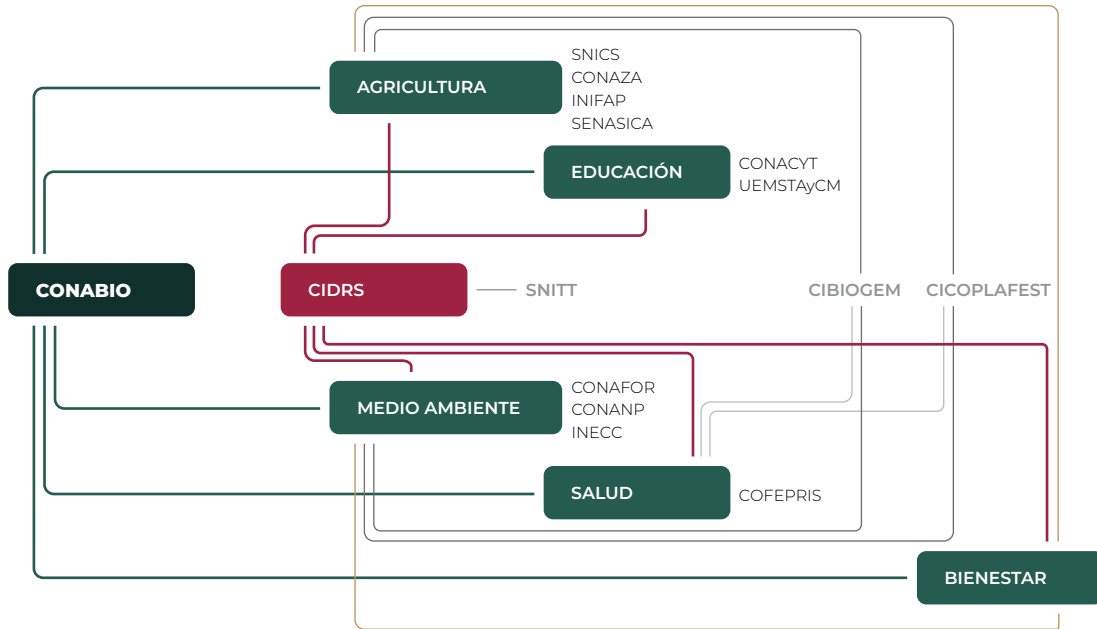 AGRICULTURA
SNICS
CONAZA
INIFAP
SENASICA
EDUCACIÓN
CONACYT
UEMSTAyCM
CONABIO
CIDRS
SNITT
CIBIOGEM
CICOPLAFEST
MEDIO AMBIENTE
CONAFOR
CONANP
INECC
SALUD
COFEPRIS
BIENESTAR